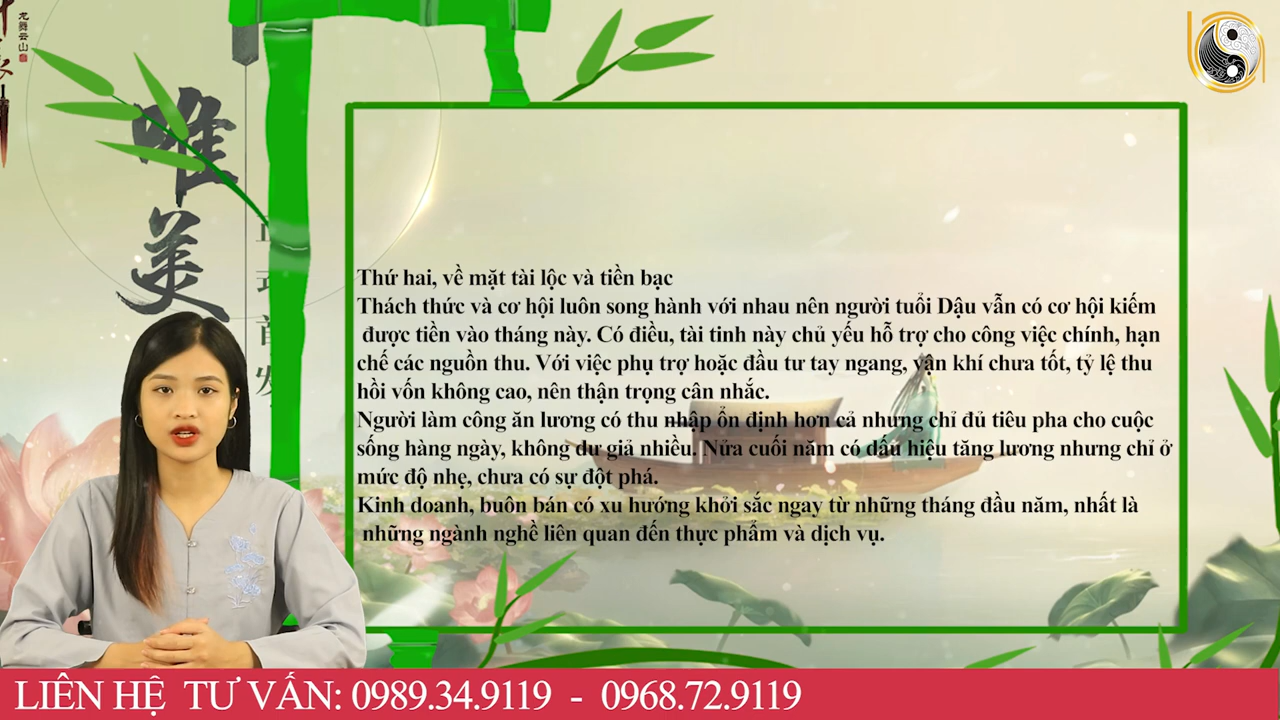 龙舞云山
唯美
Thứ hai, về mặt tài lộc và tiền bạc
Thách thức và cơ hội luôn song hành với nhau nên người tuổi Dậu vẫn có cơ hội kiếm
được tiền vào tháng này. Có điều, tài tinh này chủ yếu hỗ trợ cho công việc chính, hạn
chế các nguồn thu. Với việc phụ trợ hoặc đầu tư tay ngang, vận khí chưa tốt, tỷ lệ thu
hồi vốn không cao, nên thận trọng cân nhắc.
Người làm công ăn lương có thu nhập ổn định hơn cả nhưng chỉ đủ tiêu pha cho cuộc
sống hàng ngày, không dư giả nhiều. Nửa cuối năm có dấu hiệu tăng lương nhưng chỉ ở
mức độ nhẹ, chưa có sự đột phá.
Kinh doanh, buôn bán có xu hướng khởi sắc ngay từ những tháng đầu năm, nhất là
những ngành nghề liên quan đến thực phẩm và dịch vụ.
LIÊN HỆ TƯ VẤN: 0989.34.9119 - 0968.72.9119